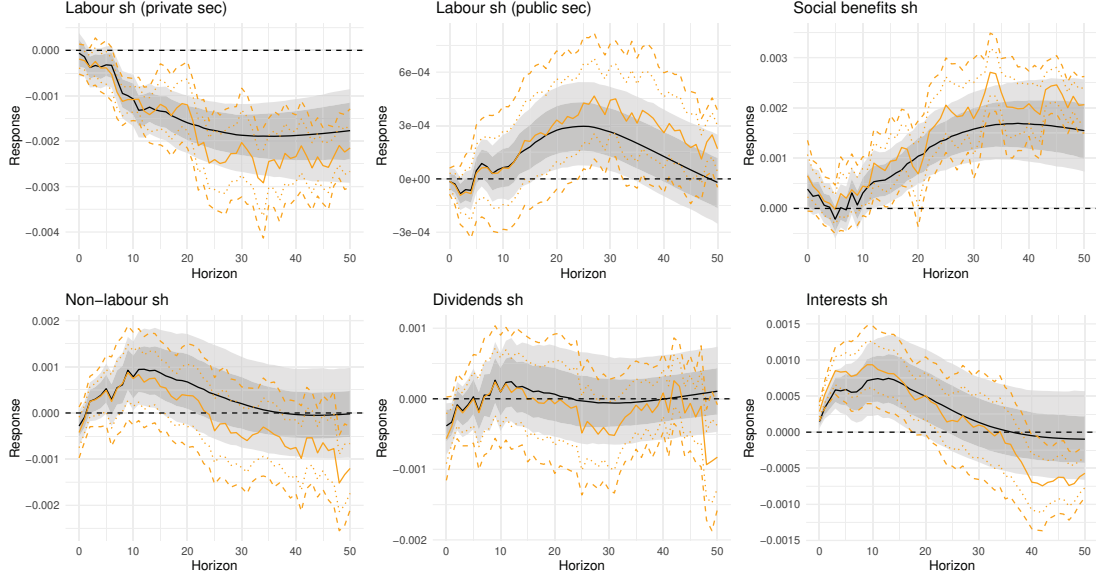 Labour sh (private sec)
Labour sh (public sec)
Social benefits sh
Response
0.000
−0.001
−0.002
−0.003
−0.004
0 10 20 30 40 50
Horizon
Response
6e−04
3e−04
0e+00
−3e−04
0 10 20 30 40 50
Horizon
Response
0.003
0.002
0.001
0.000
0 10 20 30 40 50
Horizon
Non−labour sh
Dividends sh
Interests sh
Response
0.002
0.001
0.000
−0.001
−0.002
0 10 20 30 40 50
Horizon
Response
0.001
0.000
−0.001
−0.002
0 10 20 30 40 50
Horizon
Response
0.0015
0.0010
0.0005
0.0000
−0.0005
−0.0010
−0.0015
0 10 20 30 40 50
Horizon